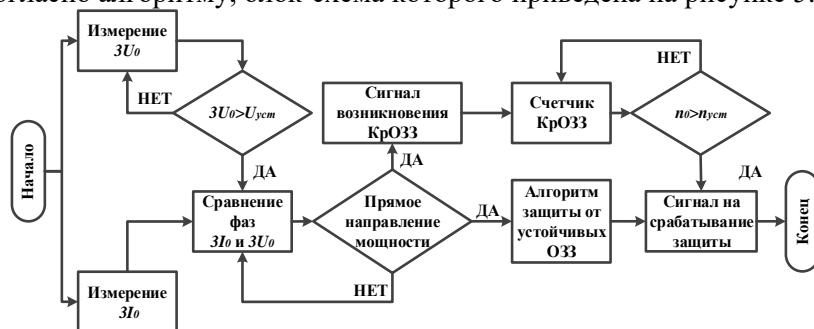 огласно алгоритму, блок-схема которого приведена на рисунке 3.
Измерение
3U0
НЕТ
3U0>Uуст
ДА
Начало
Сигнал
возникновения
КрОЗЗ
ДА
Счетчик
КрОЗЗ
НЕТ
n0>nуст
ДА
Сравнение
фаз
3I0 и 3U0
Прямое
направление
мощности
ДА
НЕТ
Алгоритм
защиты от
устойчивых
ОЗЗ
Сигнал на
срабатывание
защиты
Конец
Измерение
3I0